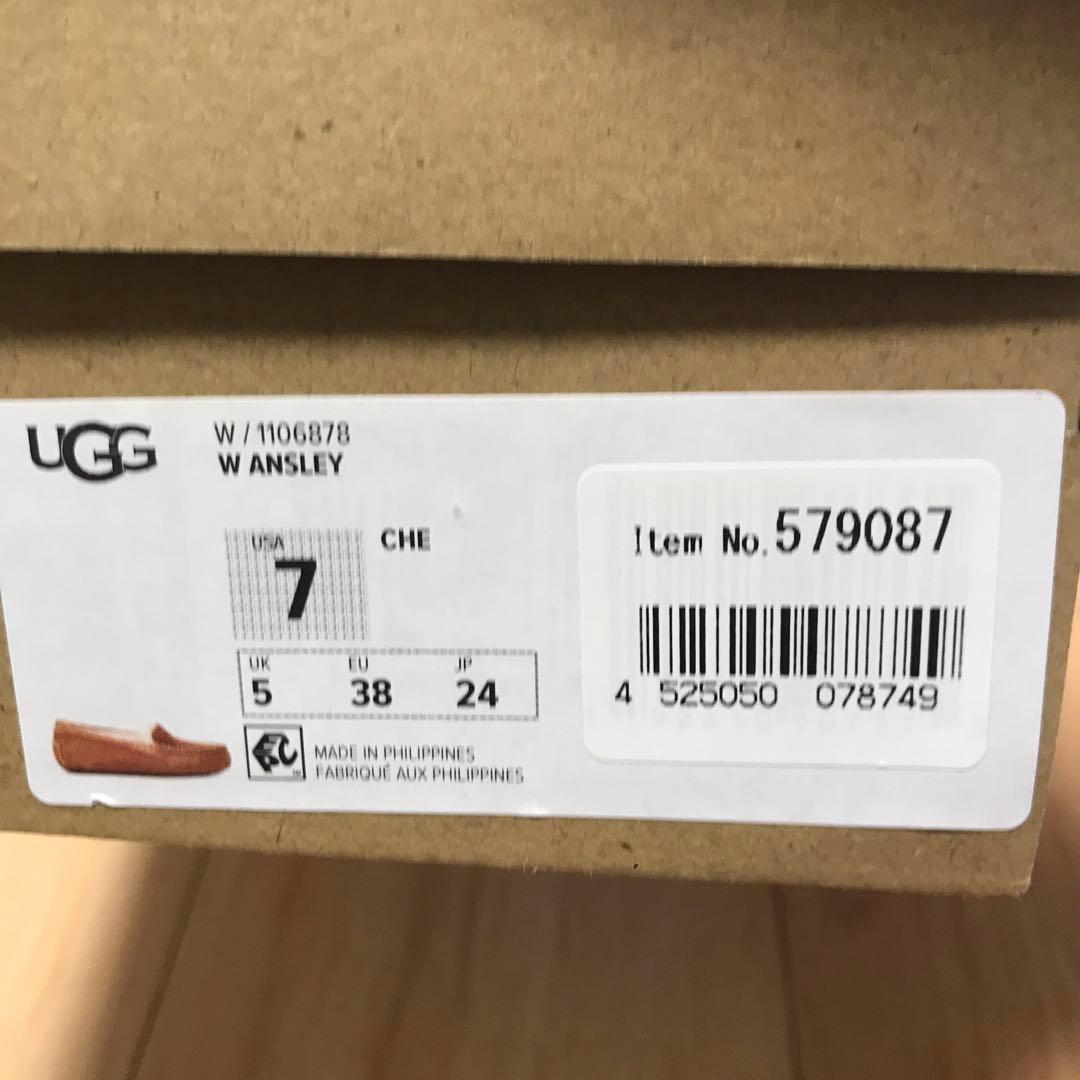 UGG
W / 1106878
W ANSLEY
USA
7
CHE
UK EU JP
5 38 24
MADE IN PHILIPPINES
FABRIQUÉ AUX PHILIPPINES
Item No.579087
4 525050 078749